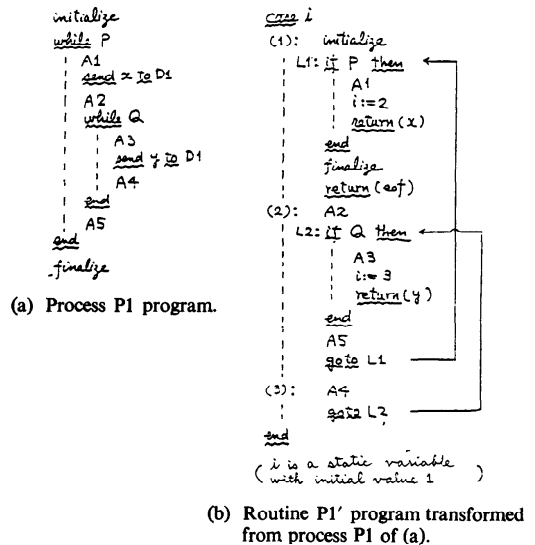 initialize
while P
A1
send x to D1
A2
while Q
A3
send y to D1
A4
end
A5
end
finalize
(a) Process P1 program.
case i
(1): initialize
L1: if P then
A1
i:=2
return(x)
end
finalize
return(eof)
(2): A2
L2: if Q then
A3
i:=3
return(y)
end
A5
goto L1
(3): A4
goto L2
end
( i is a static variable
with initial value 1 )
(b) Routine P1′ program transformed
from process P1 of (a).